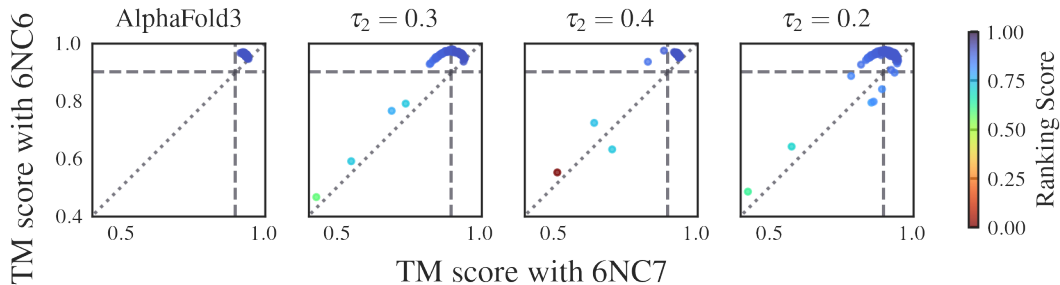 AlphaFold3
τ₂ = 0.3
τ₂ = 0.4
τ₂ = 0.2
TM score with 6NC6
1.0
0.8
0.6
0.4
0.5
1.0
0.5
1.0
0.5
1.0
0.5
1.0
TM score with 6NC7
1.00
0.75
0.50
0.25
0.00
Ranking Score